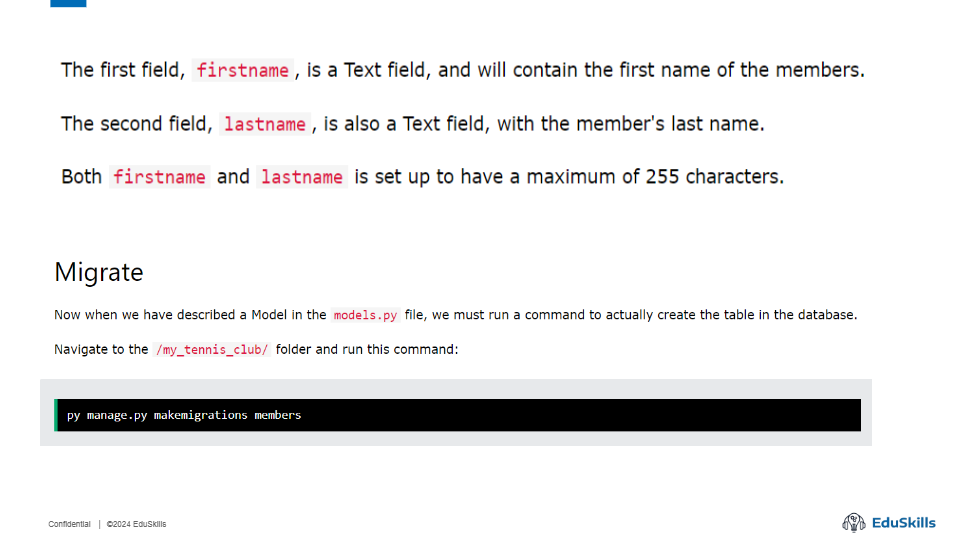 The first field, firstname, is a Text field, and will contain the first name of the members.
The second field, lastname, is also a Text field, with the member's last name.
Both firstname and lastname is set up to have a maximum of 255 characters.
Migrate
Now when we have described a Model in the models.py file, we must run a command to actually create the table in the database.
Navigate to the /my_tennis_club/ folder and run this command:
py manage.py makemigrations members
Confidential | ©2024 EduSkills
EduSkills